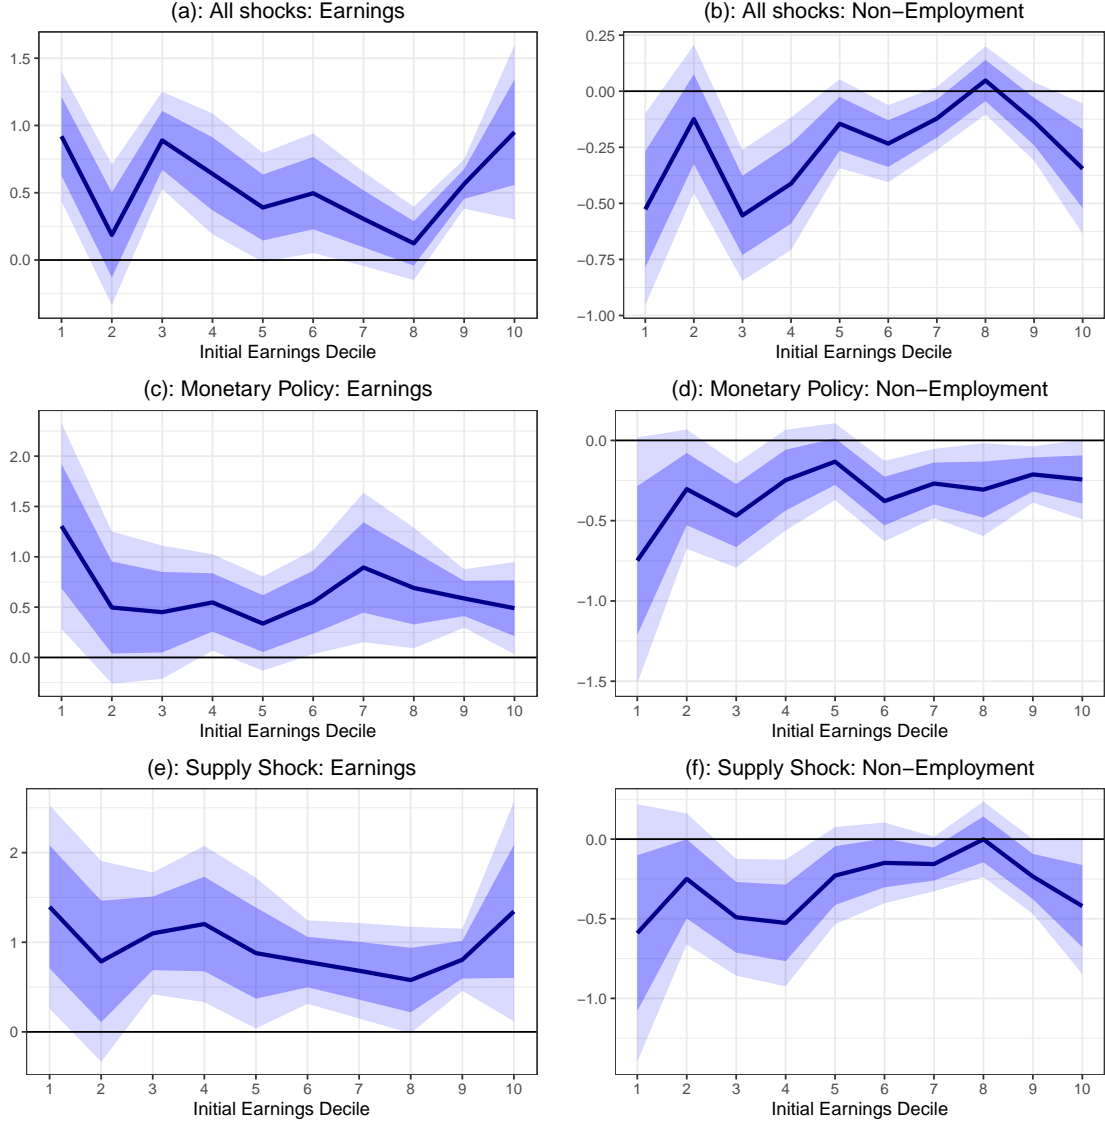 (a): All shocks: Earnings
1.5
1.0
0.5
0.0
1 2 3 4 5 6 7 8 9 10
Initial Earnings Decile
(b): All shocks: Non−Employment
0.25
0.00
−0.25
−0.50
−0.75
−1.00
1 2 3 4 5 6 7 8 9 10
Initial Earnings Decile
(c): Monetary Policy: Earnings
2.0
1.5
1.0
0.5
0.0
1 2 3 4 5 6 7 8 9 10
Initial Earnings Decile
(d): Monetary Policy: Non−Employment
0.0
−0.5
−1.0
−1.5
1 2 3 4 5 6 7 8 9 10
Initial Earnings Decile
(e): Supply Shock: Earnings
2
1
0
1 2 3 4 5 6 7 8 9 10
Initial Earnings Decile
(f): Supply Shock: Non−Employment
0.0
−0.5
−1.0
1 2 3 4 5 6 7 8 9 10
Initial Earnings Decile